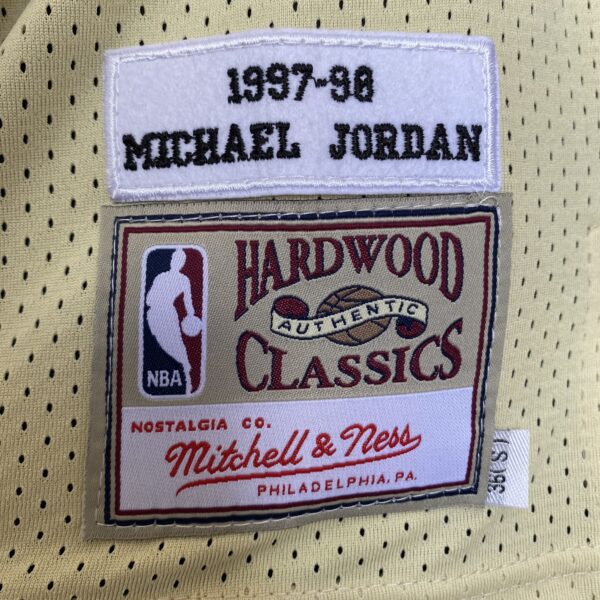 1997-98
MICHAEL JORDAN
NBA
HARDWOOD
AUTHENTIC
CLASSICS
NOSTALGIA CO.
Mitchell & Ness
PHILADELPHIA, PA.
36(S)